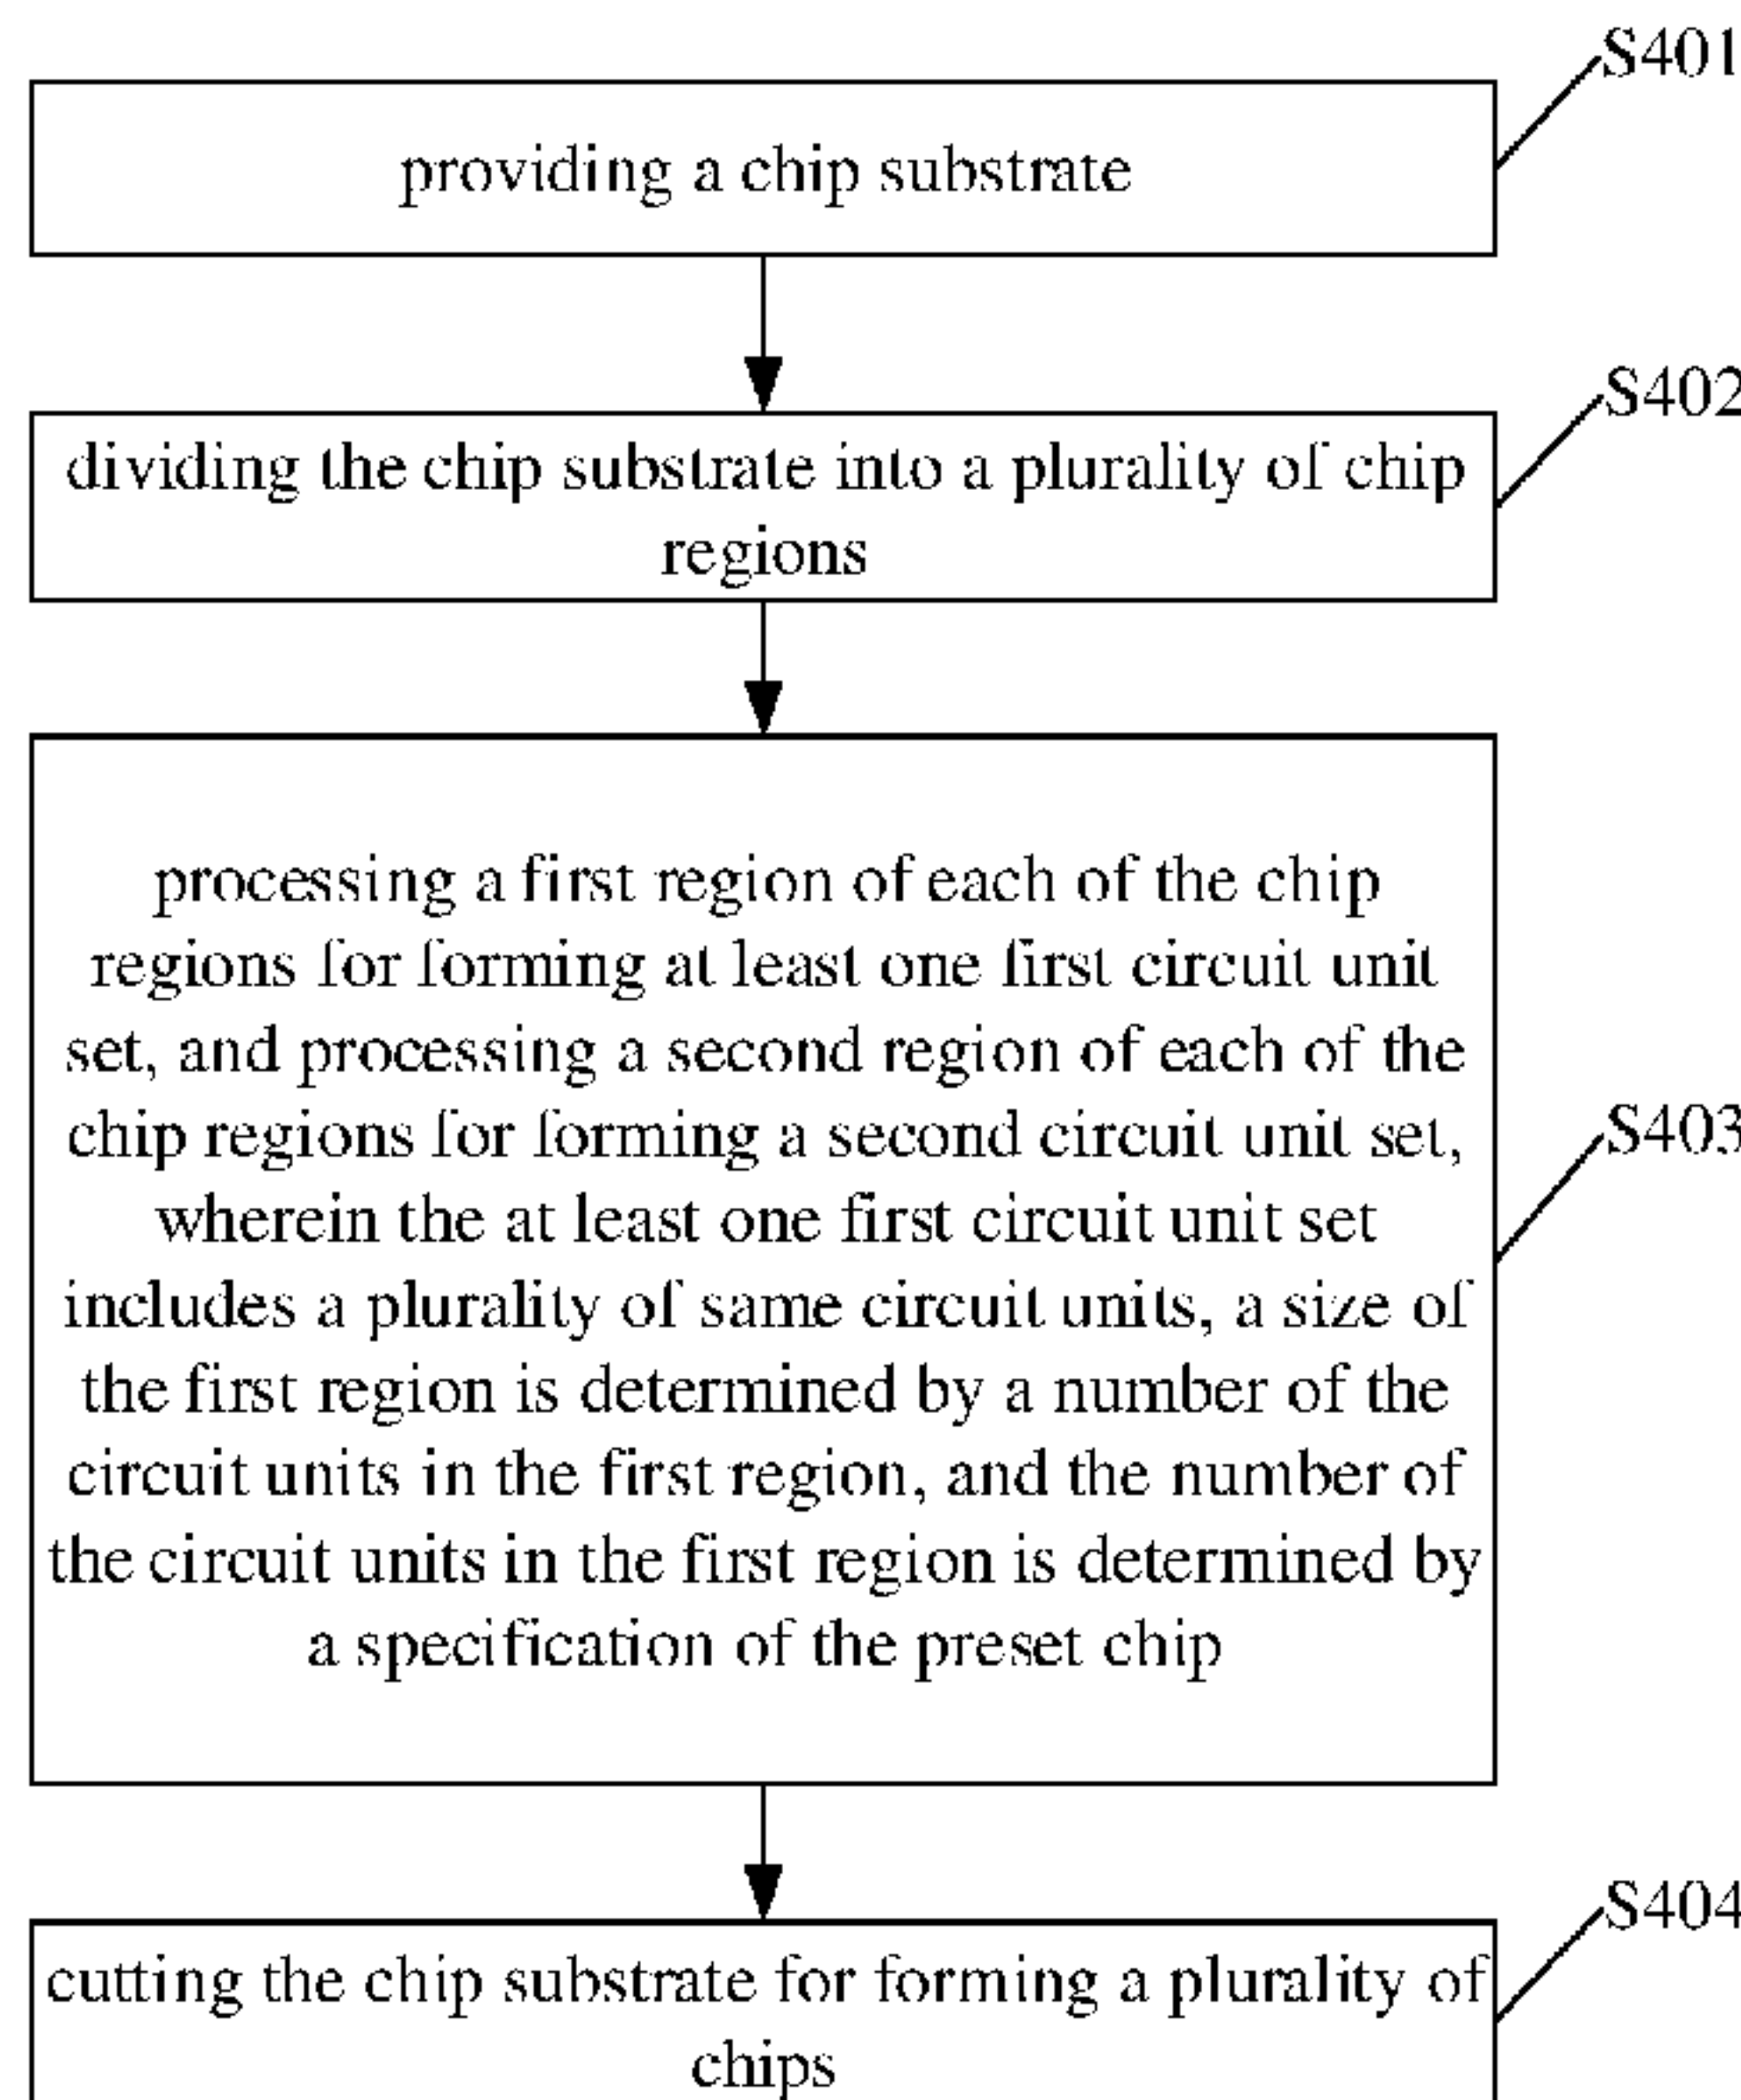 S401
providing a chip substrate
S402
dividing the chip substrate into a plurality of chip
regions
processing a first region of each of the chip
regions for forming at least one first circuit unit
set, and processing a second region of each of the
chip regions for forming a second circuit unit set,
S403
wherein the at least one first circuit unit set
includes a plurality of same circuit units, a size of
the first region is determined by a number of the
circuit units in the first region, and the number of
the circuit units in the first region is determined by
a specification of the preset chip
S404
cutting the chip substrate for forming a plurality of
chips